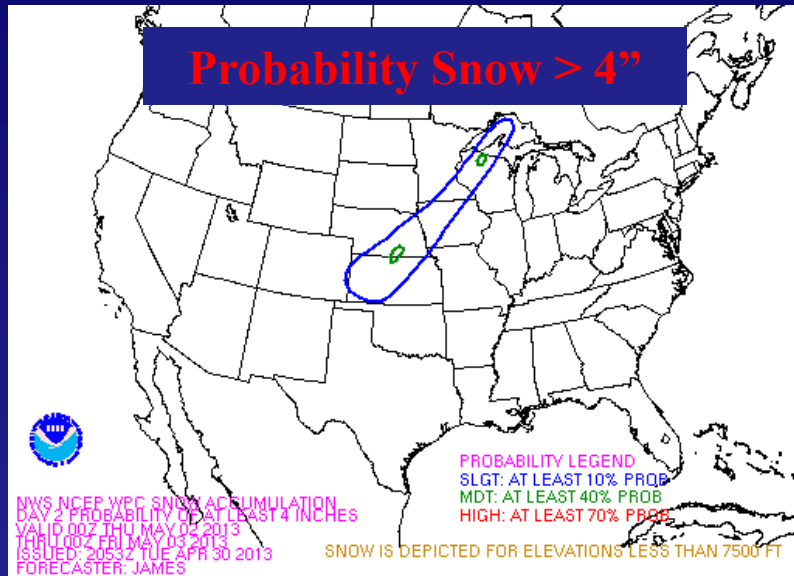 Probability Snow > 4”
PROBABILITY LEGEND
SLGT: AT LEAST 10% PROB
MDT: AT LEAST 40% PROB
HIGH: AT LEAST 70% PROB
NWS NCEP WPC SNOW ACCUMULATION
DAY 2 PROBABILITY OF AT LEAST 4 INCHES
VALID 00Z THU MAY 02 2013
THRU 00Z FRI MAY 03 2013
ISSUED: 2053Z TUE APR 30 2013
FORECASTER: JAMES
SNOW IS DEPICTED FOR ELEVATIONS LESS THAN 7500 FT